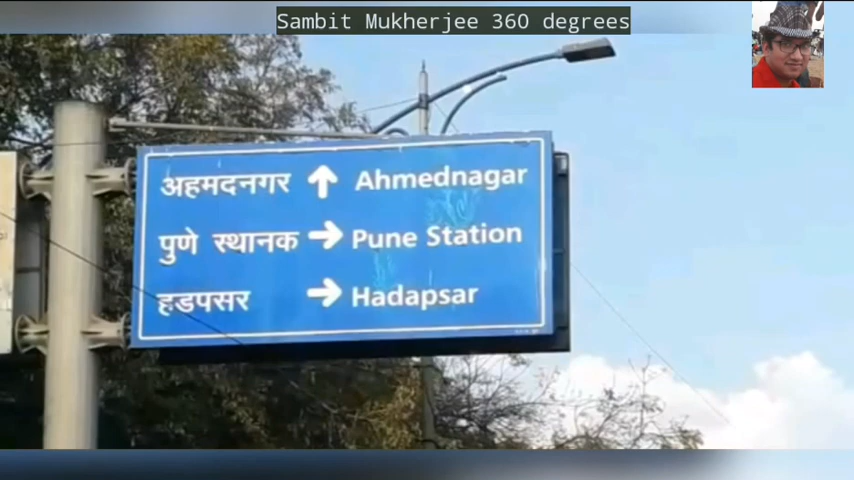 Sambit Mukherjee 360 degrees
अहमदनगर ↑ Ahmednagar
पुणे स्थानक → Pune Station
हडपसर → Hadapsar